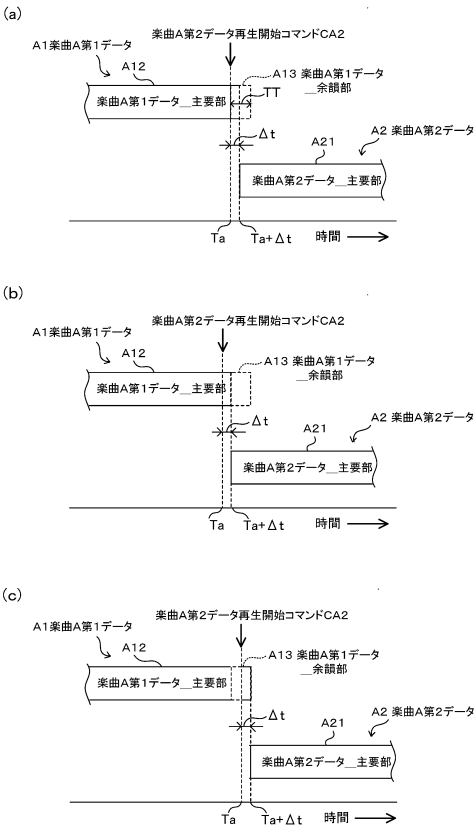 (a)
楽曲A第2データ再生開始コマンドCA2
A1楽曲A第1データ
A12
A13 楽曲A第1データ
＿余韻部
TT
楽曲A第1データ＿主要部
Δt
A21
A2 楽曲A第2データ
楽曲A第2データ＿主要部
Ta
Ta+Δt
時間
(b)
楽曲A第2データ再生開始コマンドCA2
A1楽曲A第1データ
A12
A13 楽曲A第1データ
＿余韻部
楽曲A第1データ＿主要部
Δt
A21
A2 楽曲A第2データ
楽曲A第2データ＿主要部
Ta
Ta+Δt
時間
(c)
楽曲A第2データ再生開始コマンドCA2
A1楽曲A第1データ
A12
A13 楽曲A第1データ
＿余韻部
楽曲A第1データ＿主要部
Δt
A21
A2 楽曲A第2データ
楽曲A第2データ＿主要部
Ta
Ta+Δt
時間